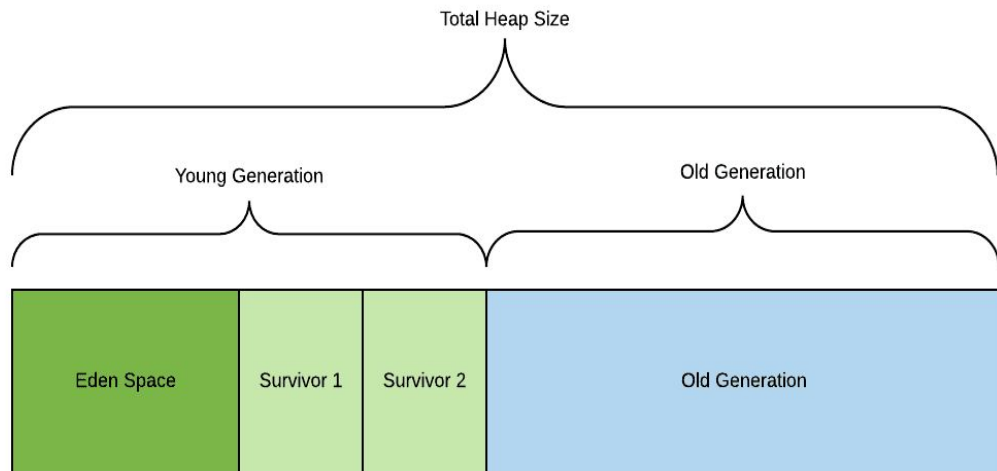 Total Heap Size
Young Generation
Old Generation
Eden Space
Survivor 1
Survivor 2
Old Generation